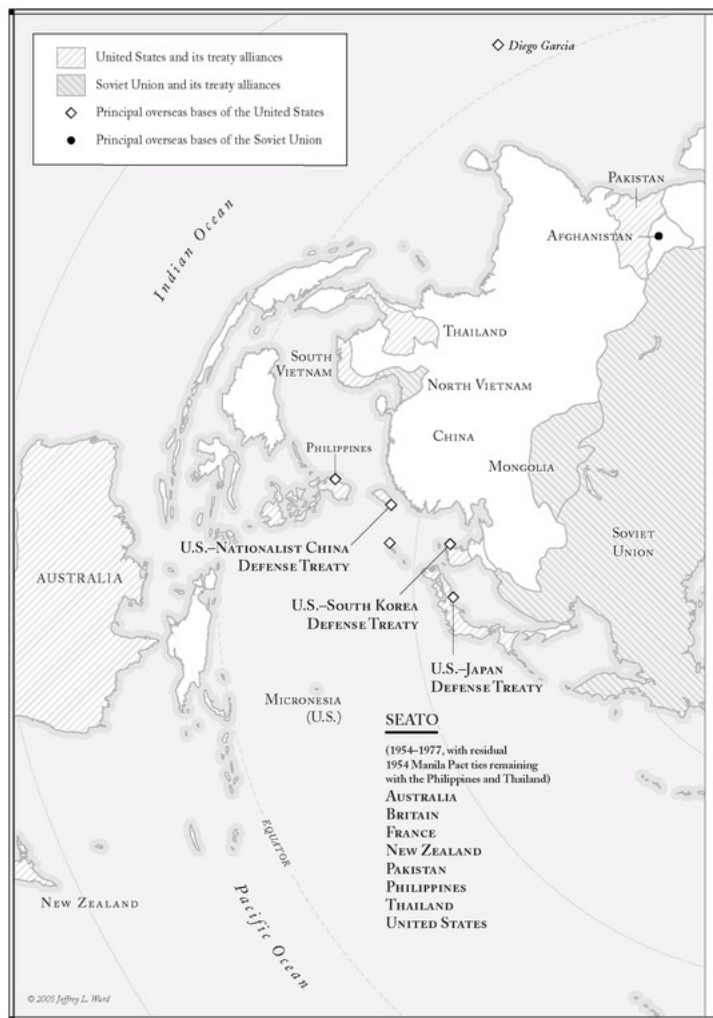 United States and its treaty alliances
Soviet Union and its treaty alliances
Principal overseas bases of the United States
Principal overseas bases of the Soviet Union
Diego Garcia
Indian Ocean
PAKISTAN
AFGHANISTAN
THAILAND
SOUTH
VIETNAM
NORTH VIETNAM
CHINA
PHILIPPINES
MONGOLIA
SOVIET
UNION
U.S.–NATIONALIST CHINA
DEFENSE TREATY
AUSTRALIA
U.S.–SOUTH KOREA
DEFENSE TREATY
U.S.–JAPAN
DEFENSE TREATY
MICRONESIA
(U.S.)
SEATO
(1954–1977, with residual
1954 Manila Pact ties remaining
with the Philippines and Thailand)
AUSTRALIA
BRITAIN
FRANCE
NEW ZEALAND
PAKISTAN
PHILIPPINES
THAILAND
UNITED STATES
EQUATOR
Pacific Ocean
NEW ZEALAND
© 2005 Jeffrey L. Ward